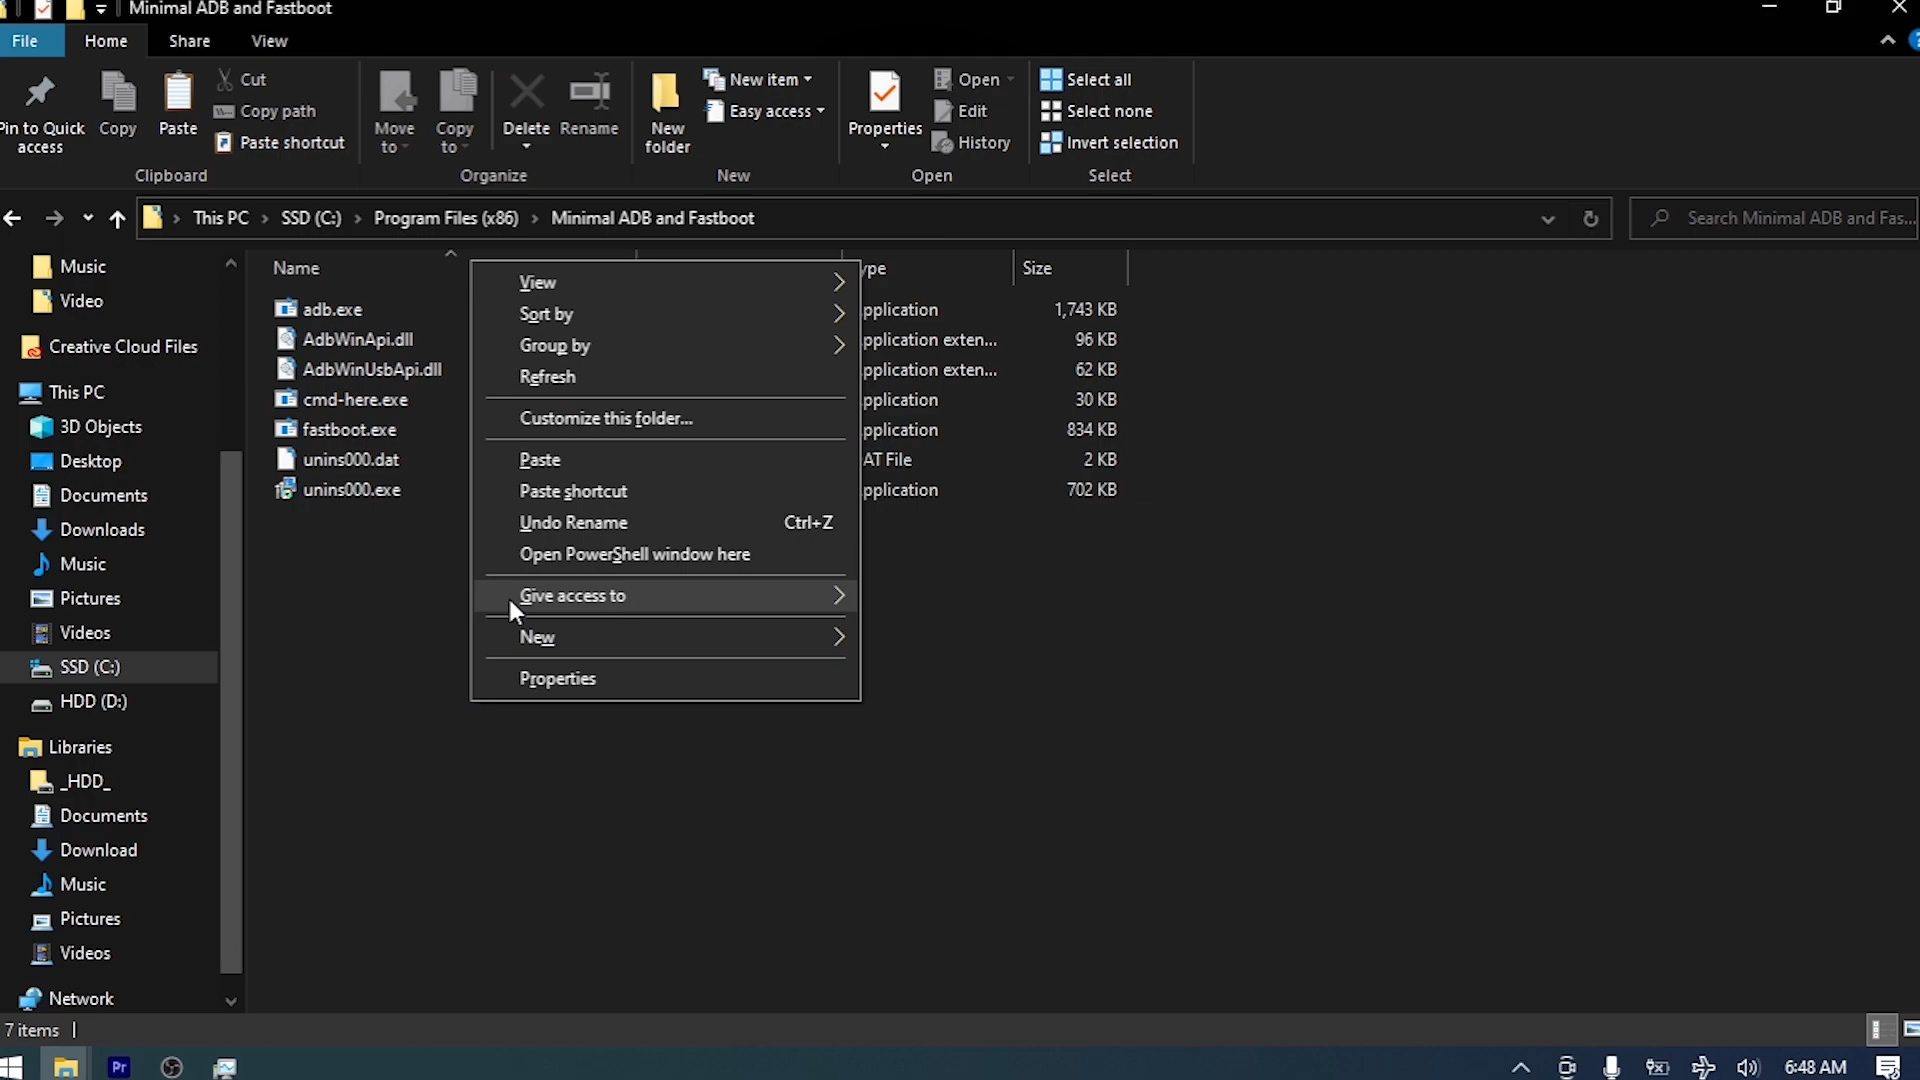 Minimal ADB and Fastboot
File Home Share View
Pin to Quick access
Copy
Paste
Cut
Copy path
Paste shortcut
Clipboard
Move to
Copy to
Delete
Rename
Organize
New folder
New item
Easy access
New
Properties
Open
Edit
History
Open
Select all
Select none
Invert selection
Select
This PC > SSD (C:) > Program Files (x86) > Minimal ADB and Fastboot
Search Minimal ADB and Fas...
Music
Video
Creative Cloud Files
This PC
3D Objects
Desktop
Documents
Downloads
Music
Pictures
Videos
SSD (C:)
HDD (D:)
Libraries
_HDD_
Documents
Download
Music
Pictures
Videos
Network
Name ype Size
adb.exe pplication 1,743 KB
AdbWinApi.dll pplication exten... 96 KB
AdbWinUsbApi.dll pplication exten... 62 KB
cmd-here.exe pplication 30 KB
fastboot.exe pplication 834 KB
unins000.dat AT File 2 KB
unins000.exe pplication 702 KB
View
Sort by
Group by
Refresh
Customize this folder...
Paste
Paste shortcut
Undo Rename Ctrl+Z
Open PowerShell window here
Give access to
New
Properties
7 items
Pr
6:48 AM